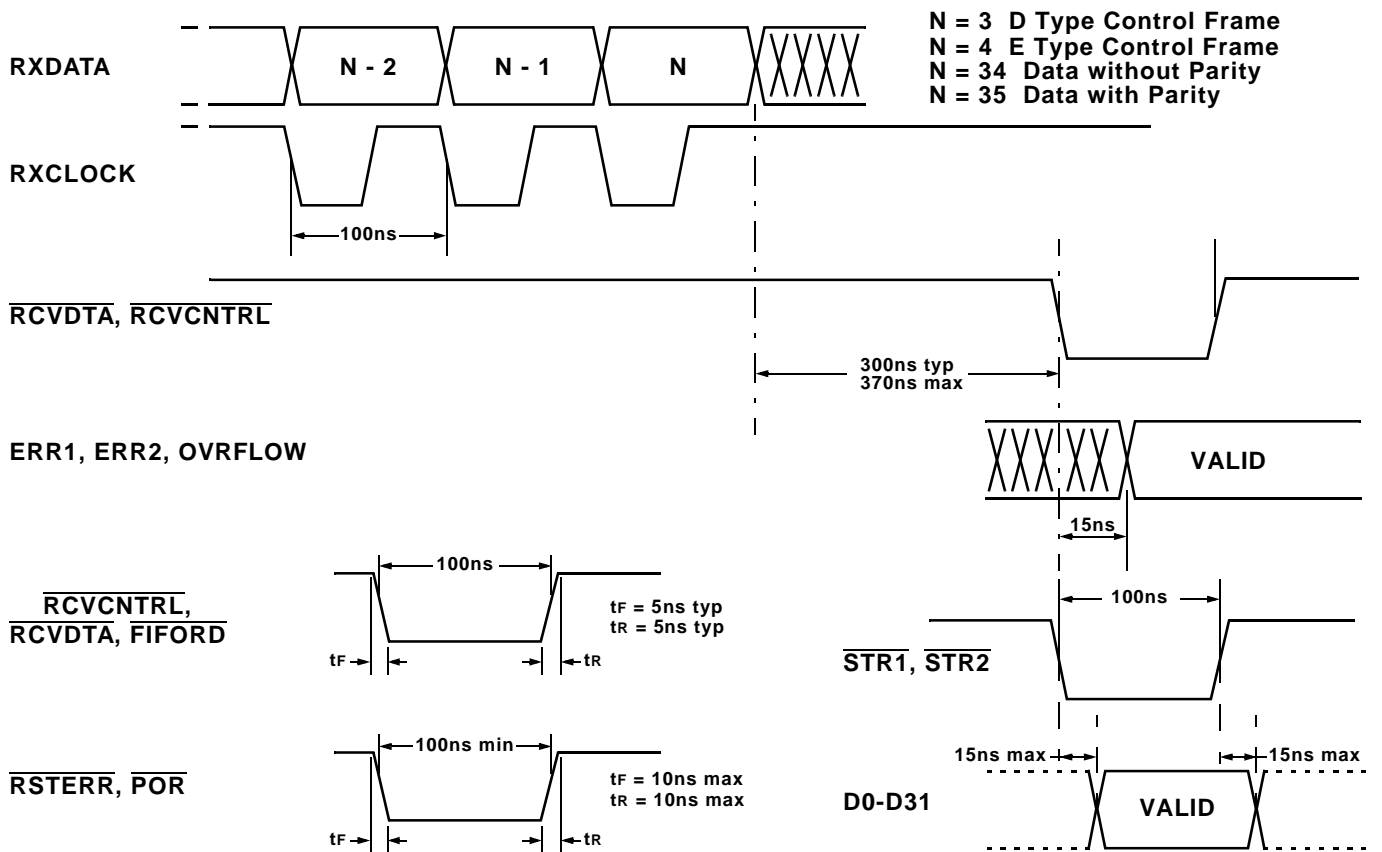 N = 3 D Type Control Frame
N = 4 E Type Control Frame
N = 34 Data without Parity
N = 35 Data with Parity
RXDATA
N - 2
N - 1
N
RXCLOCK
100ns
RCVDTA, RCVCNTRL
300ns typ
370ns max
ERR1, ERR2, OVRFLOW
VALID
15ns
RCVCNTRL,
RCVDTA, FIFORD
100ns
tF = 5ns typ
tR = 5ns typ
tF
tR
STR1, STR2
100ns
RSTERR, POR
100ns min
tF = 10ns max
tR = 10ns max
tF
tR
D0-D31
15ns max
VALID
15ns max